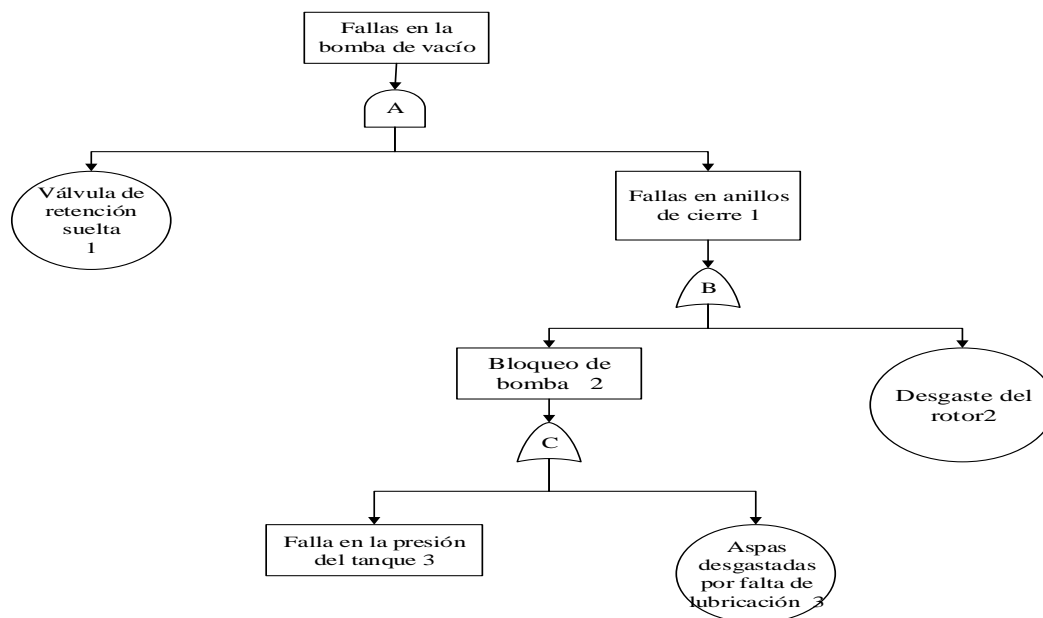 Fallas en la
bomba de vacío
A
Válvula de
retención
suelta
1
Fallas en anillos
de cierre 1
B
Bloqueo de
bomba 2
Desgaste del
rotor2
C
Falla en la presión
del tanque 3
Aspas
desgastadas
por falta de
lubricación 3